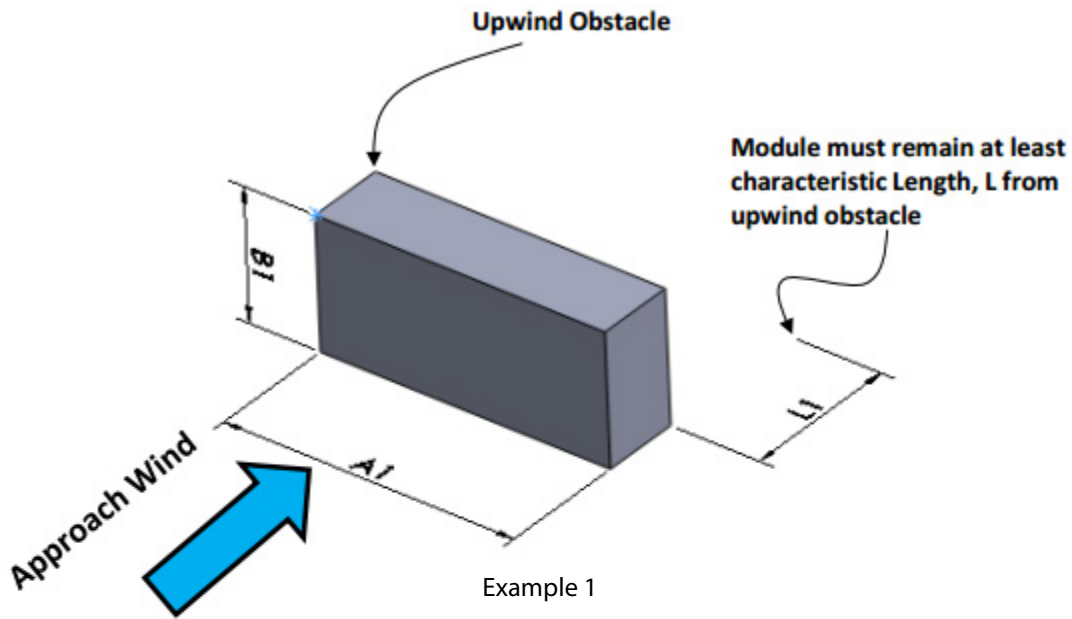 Upwind Obstacle
Module must remain at least
characteristic Length, L from
upwind obstacle
B1
A1
L1
Approach Wind
Example 1